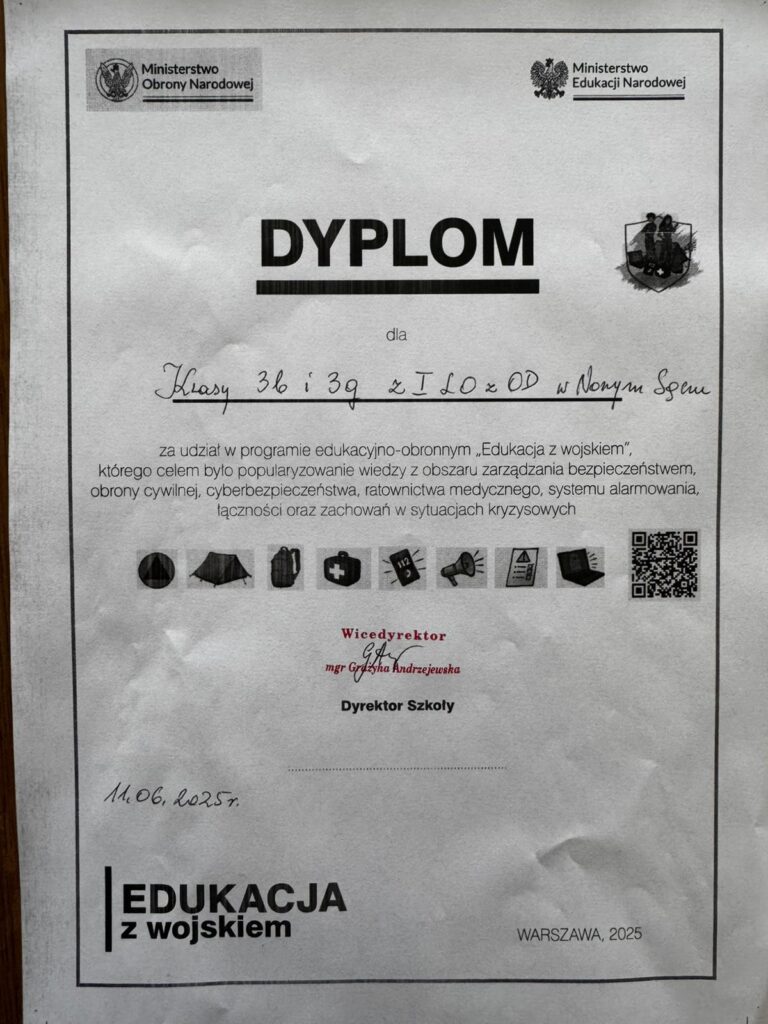 Ministerstwo
Obrony Narodowej
Ministerstwo
Edukacji Narodowej
DYPLOM
dla
Klasy 3b i 3g z I LO z OD w Nowym Sączu
za udział w programie edukacyjno-obronnym „Edukacja z wojskiem”,
którego celem było popularyzowanie wiedzy z obszaru zarządzania bezpieczeństwem,
obrony cywilnej, cyberbezpieczeństwa, ratownictwa medycznego, systemu alarmowania,
łączności oraz zachowań w sytuacjach kryzysowych
112
Wicedyrektor
mgr Grażyna Andrzejewska
Dyrektor Szkoły
11.06.2025r.
EDUKACJA
z wojskiem
WARSZAWA, 2025